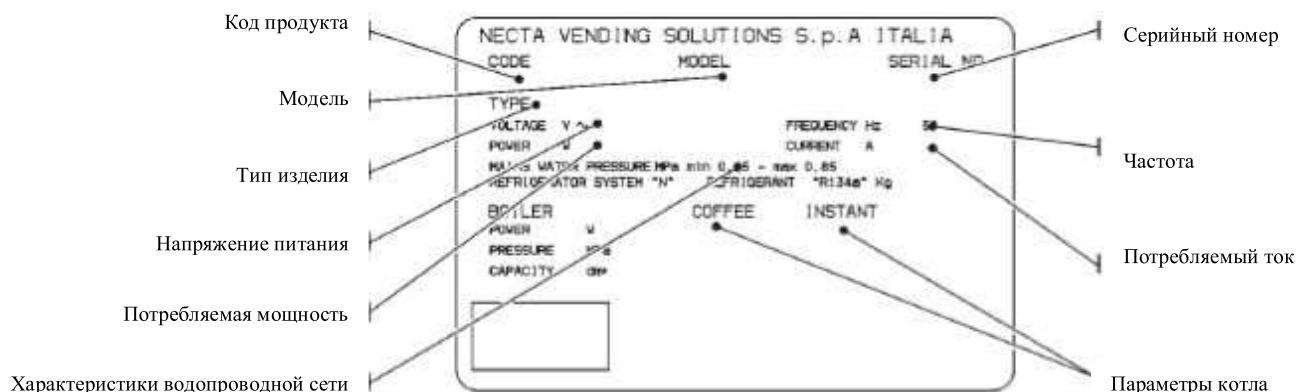 Код продукта
Модель
Тип изделия
Напряжение питания
Потребляемая мощность
Характеристики водопроводной сети
NECTA VENDING SOLUTIONS S.p.A ITALIA
CODE MODEL SERIAL NO
TYPE
VOLTAGE V FREQUENCY Hz
POWER W CURRENT A
MAINS WATER PRESSURE MPa min 0.05 - max 0.85
REFRIGERATOR SYSTEM "N" REFRIGERANT "R134a" Kg
BOILER COFFEE INSTANT
POWER W
PRESSURE MPa
CAPACITY
Серийный номер
Частота
Потребляемый ток
Параметры котла